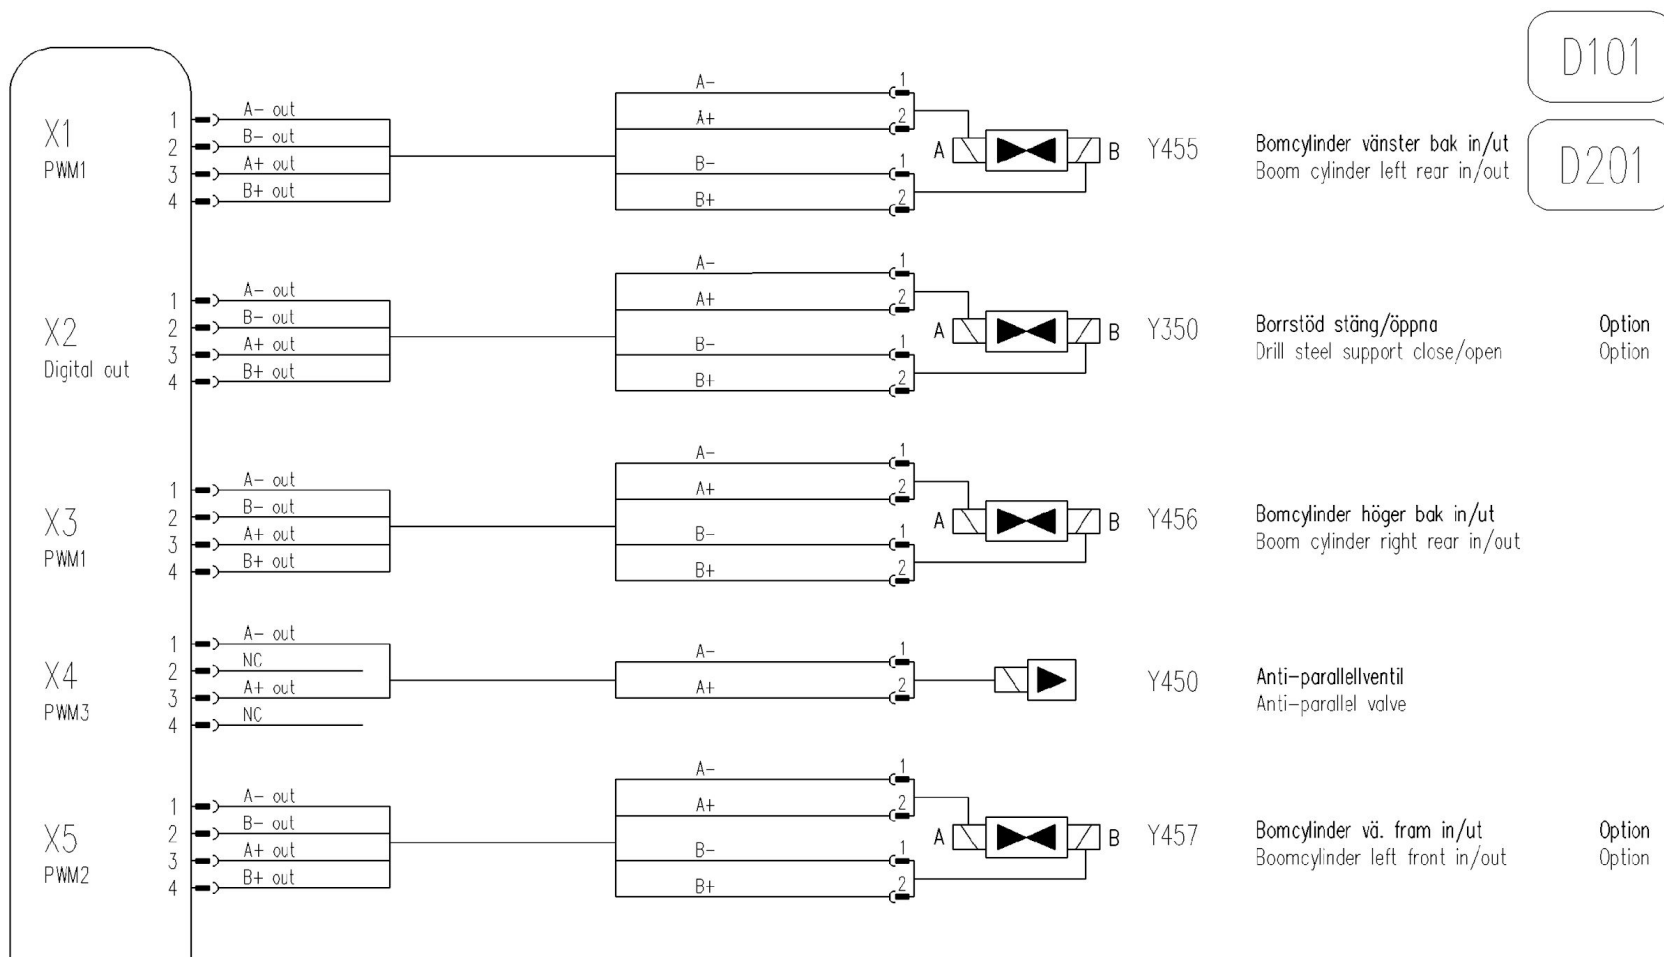 D101
D201
X1
PWM1
1 A- out
2 B- out
3 A+ out
4 B+ out
A- 1
A+ 2
B- 1
B+ 2
A B Y455
Bomcylinder vänster bak in/ut
Boom cylinder left rear in/out
X2
Digital out
1 A- out
2 B- out
3 A+ out
4 B+ out
A- 1
A+ 2
B- 1
B+ 2
A B Y350
Borrstöd stäng/öppna Option
Drill steel support close/open Option
X3
PWM1
1 A- out
2 B- out
3 A+ out
4 B+ out
A- 1
A+ 2
B- 1
B+ 2
A B Y456
Bomcylinder höger bak in/ut
Boom cylinder right rear in/out
X4
PWM3
1 A- out
2 NC
3 A+ out
4 NC
A- 1
A+ 2
Y450
Anti-parallellventil
Anti-parallel valve
X5
PWM2
1 A- out
2 B- out
3 A+ out
4 B+ out
A- 1
A+ 2
B- 1
B+ 2
A B Y457
Bomcylinder vä. fram in/ut Option
Boomcylinder left front in/out Option